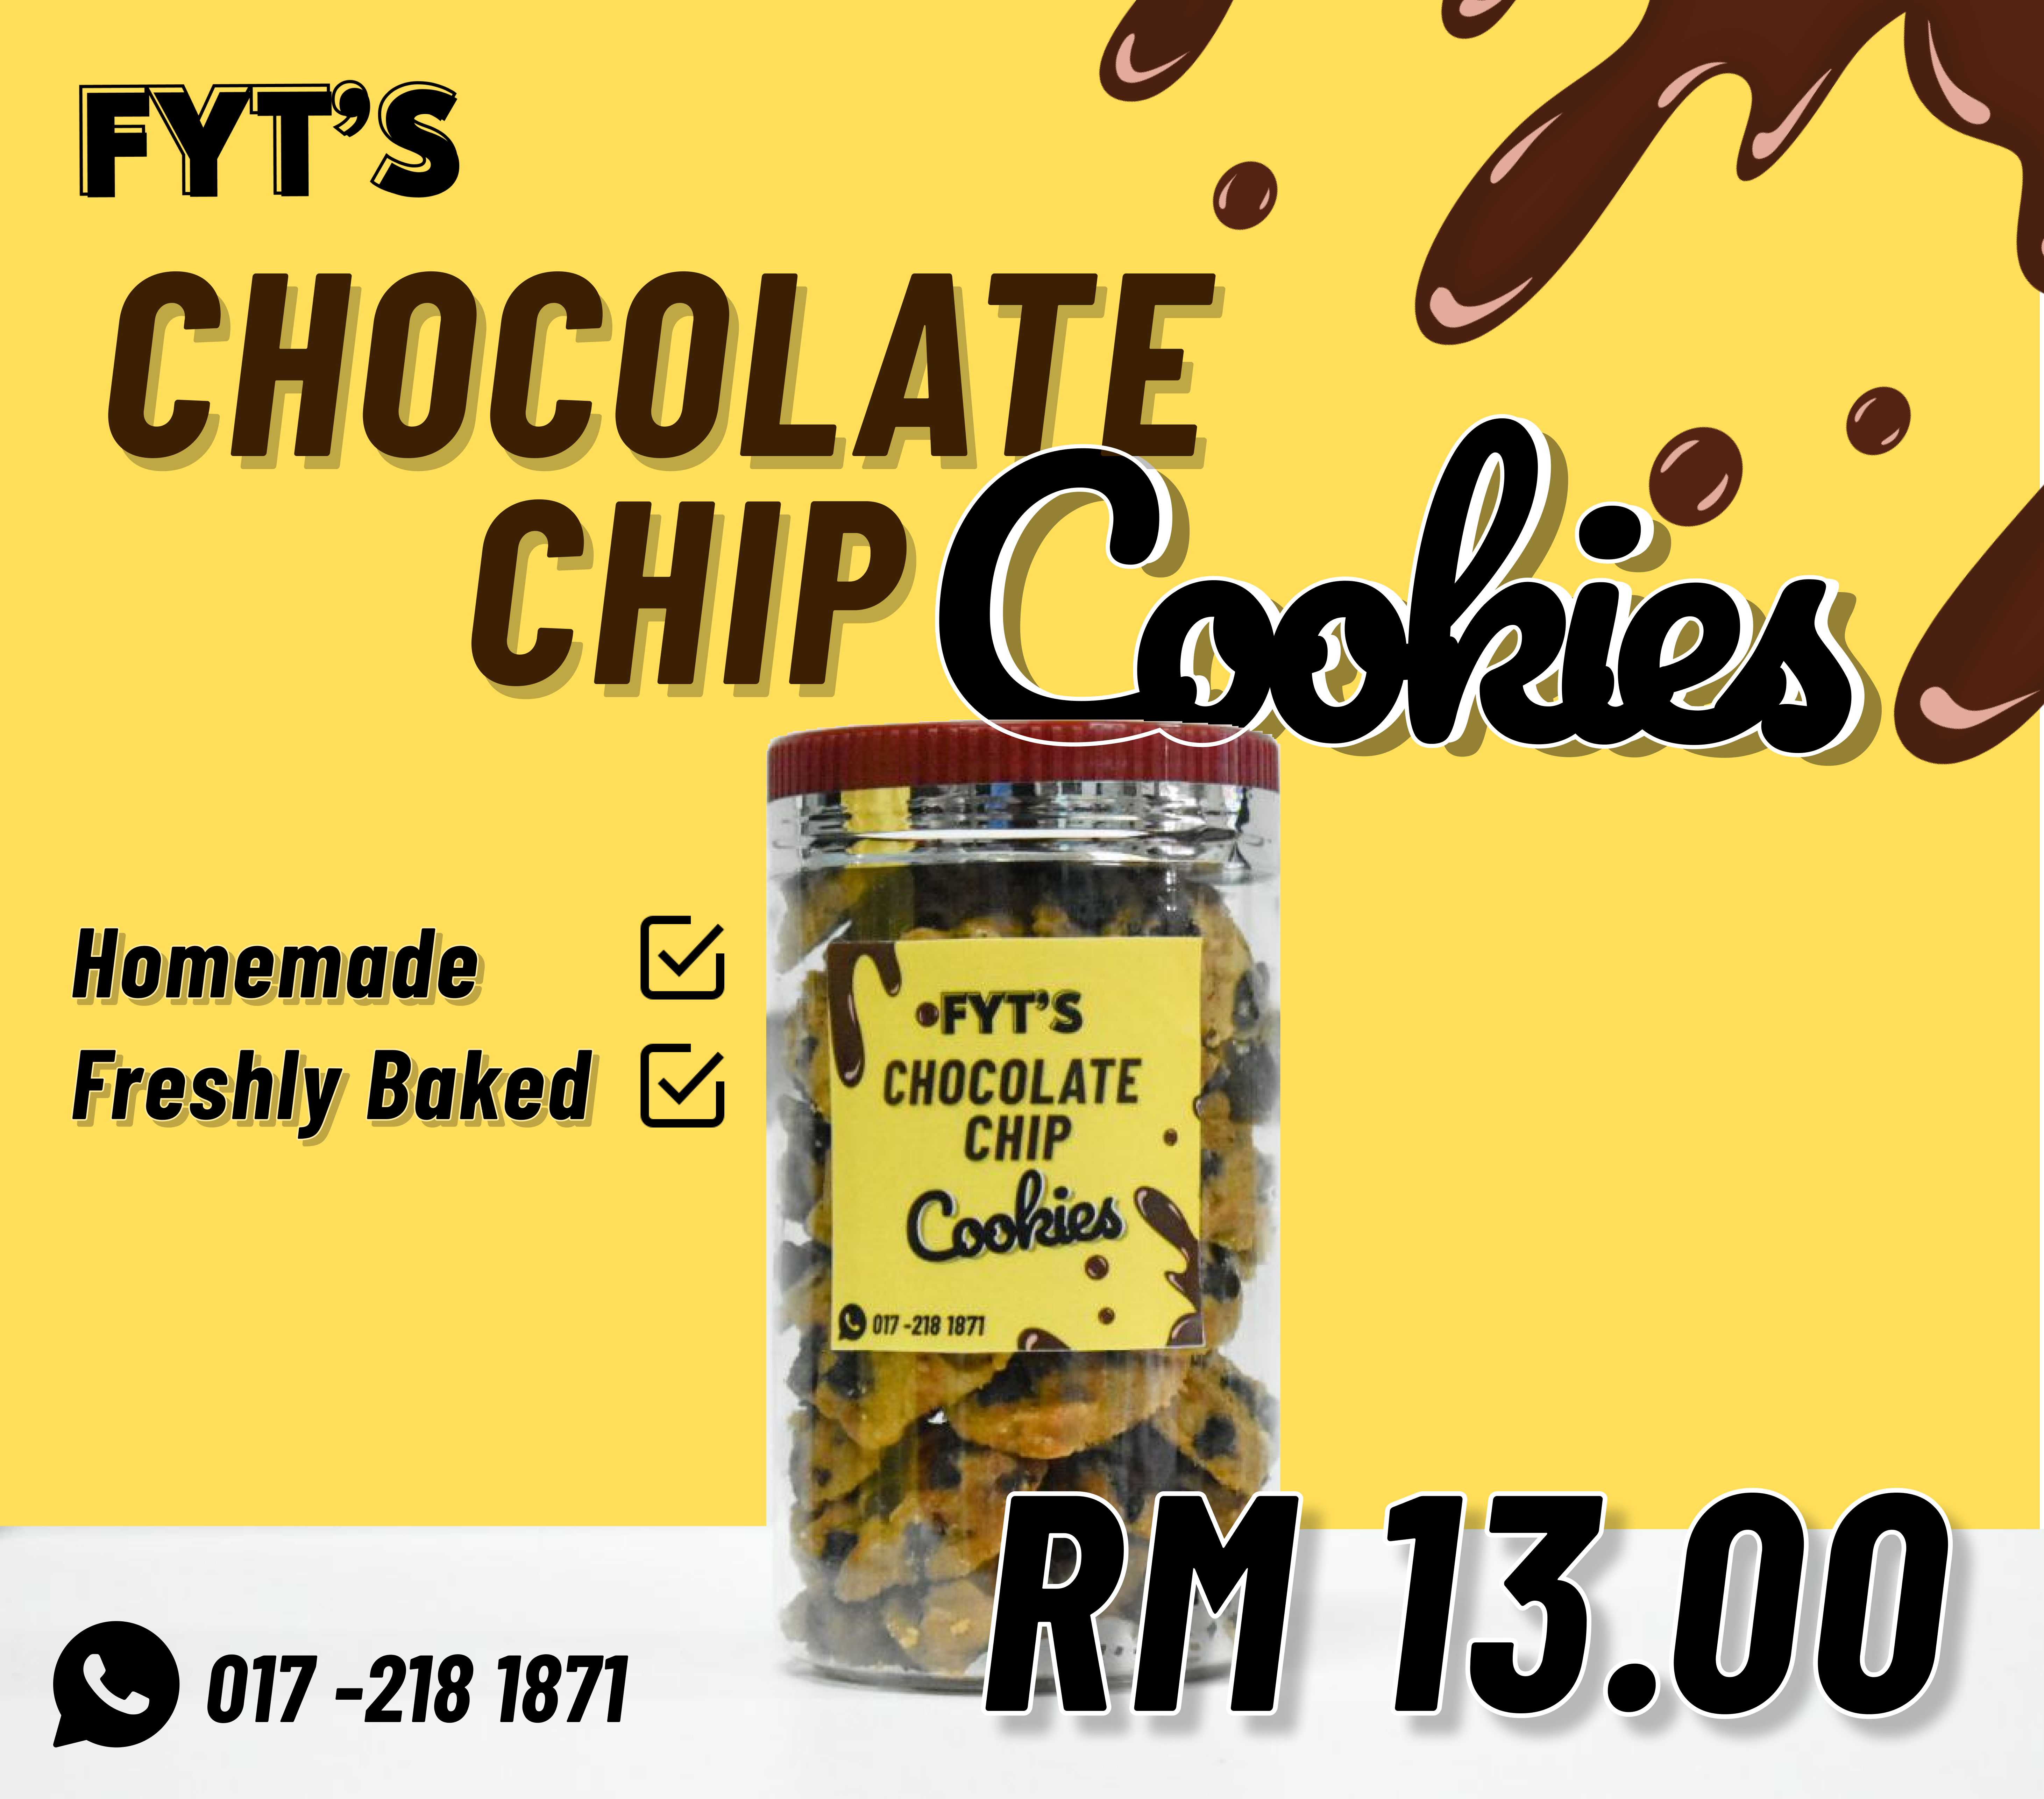 FYT'S
CHOCOLATE
CHIP Cookies
Homemade
Freshly Baked
FYT'S
CHOCOLATE
CHIP
Cookies
017 -218 1871
RM 13.00
017 -218 1871